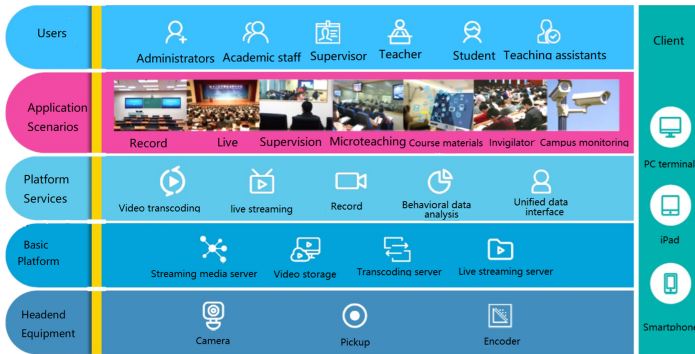 Users
Administrators
Academic staff
Supervisor
Teacher
Student
Teaching assistants
Client
Application
Scenarios
Record
Live
Supervision
Microteaching
Course materials
Invigilator
Campus monitoring
PC terminal
Platform
Services
Video transcoding
live streaming
Record
Behavioral data
analysis
Unified data
interface
iPad
Basic
Platform
Streaming media server
Video storage
Transcoding server
Live streaming server
Smartphone
Headend
Equipment
Camera
Pickup
Encoder